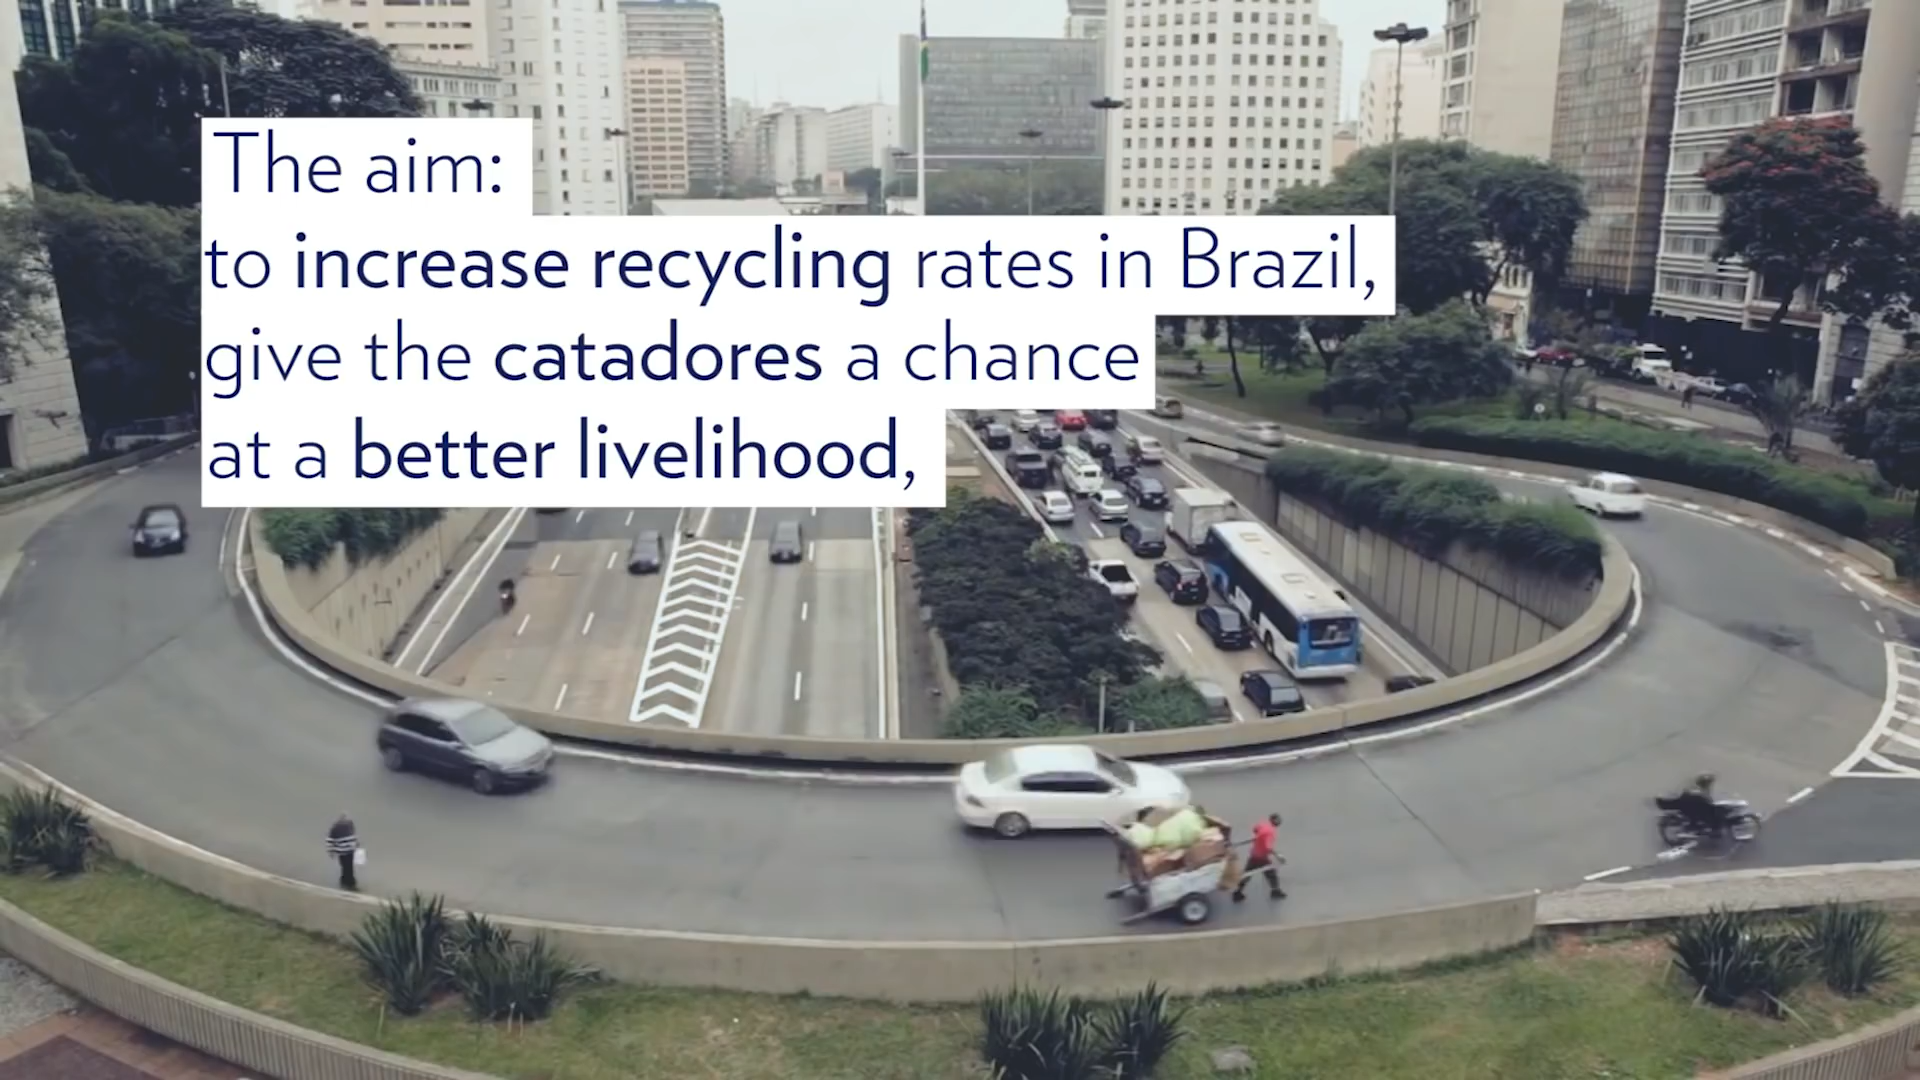 The aim:
to increase recycling rates in Brazil,
give the catadores a chance
at a better livelihood,